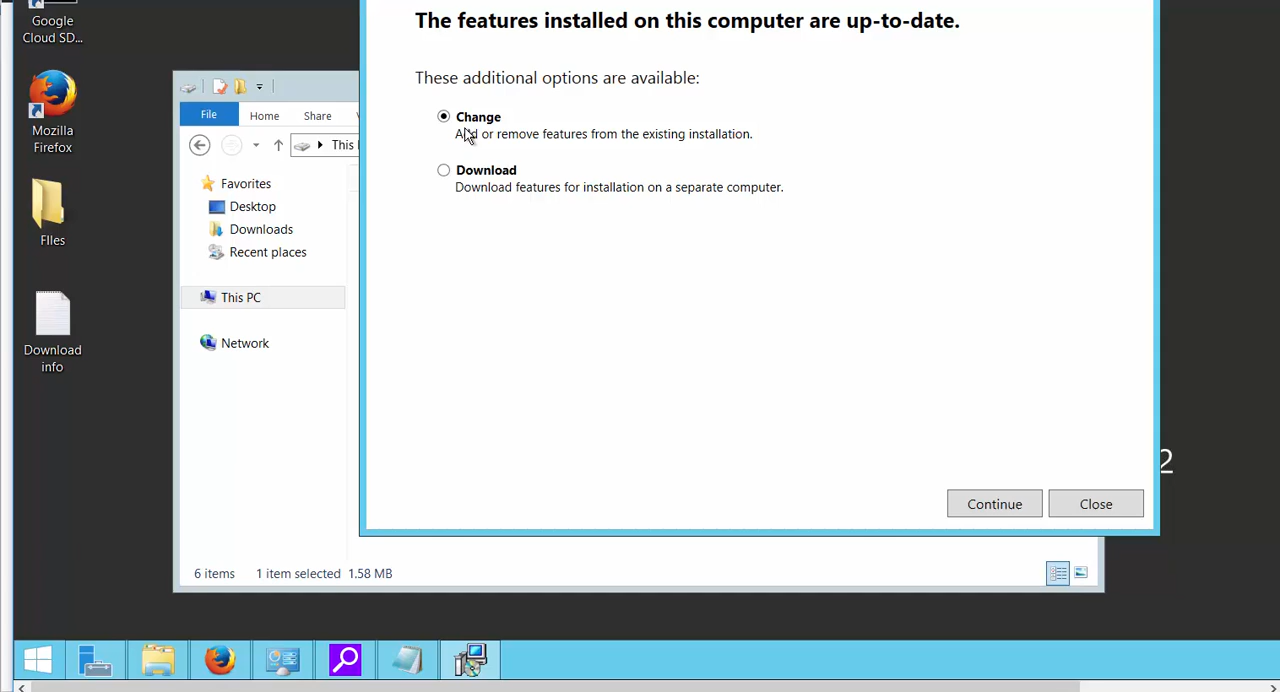 Google
Cloud SD...
Mozilla
Firefox
FIles
Download
info
File
Home
Share
This
Favorites
Desktop
Downloads
Recent places
This PC
Network
6 items
1 item selected
1.58 MB
The features installed on this computer are up-to-date.
These additional options are available:
Change
Add or remove features from the existing installation.
Download
Download features for installation on a separate computer.
Continue
Close
2